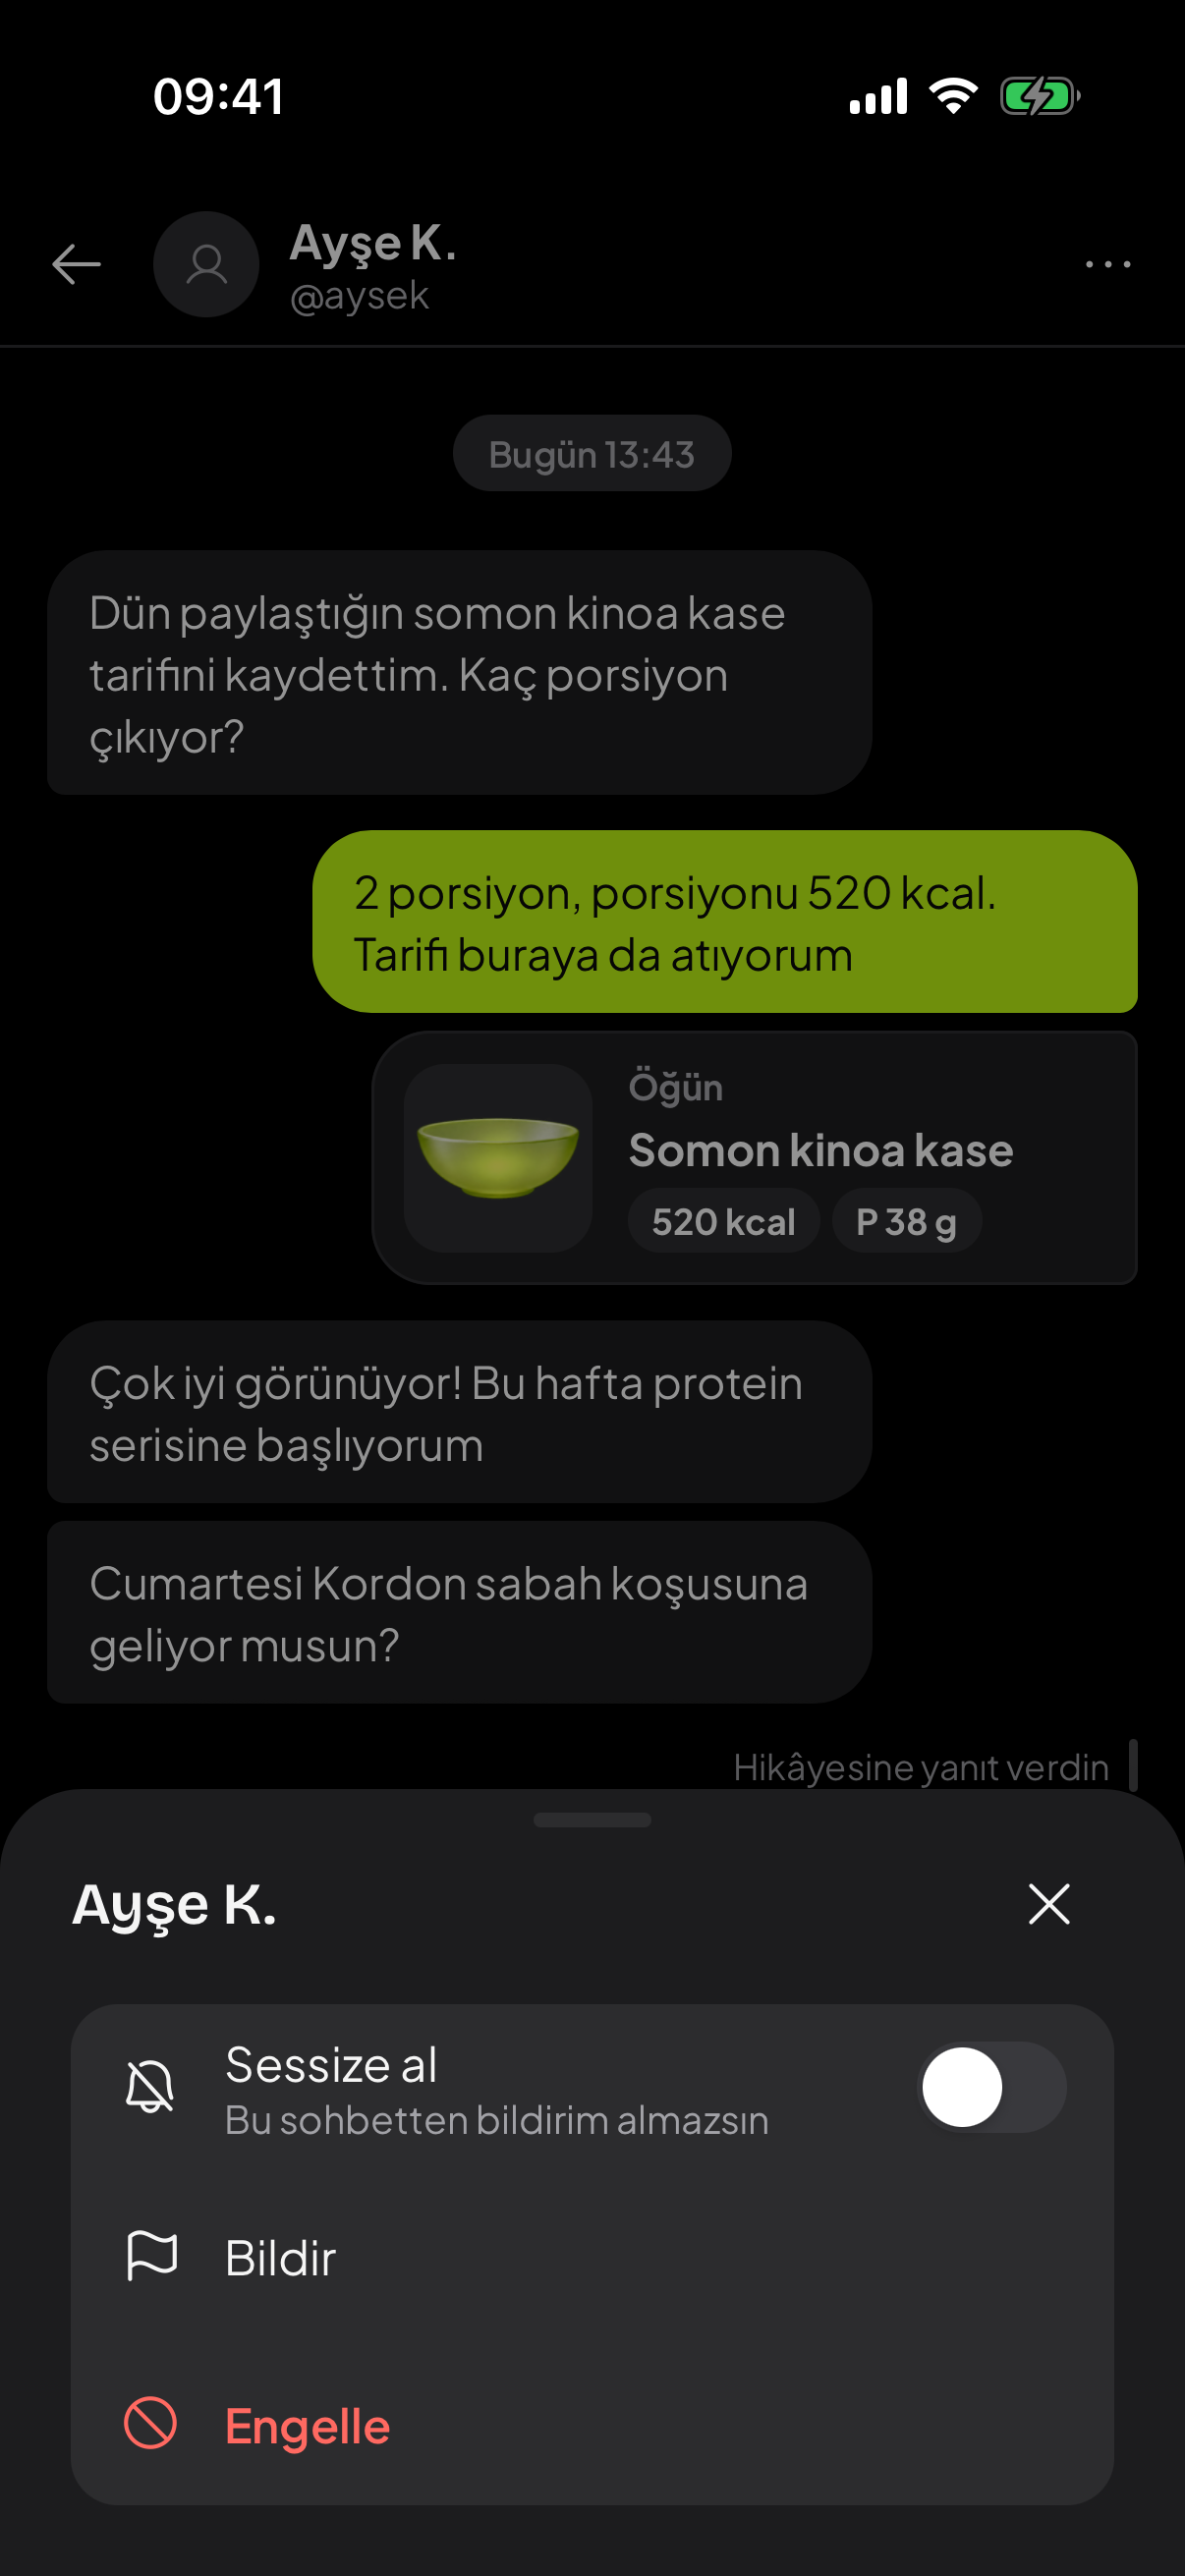 09:41
Ayşe K.
@aysek
Bugün 13:43
Dün paylaştığın somon kinoa kase
tarifini kaydettim. Kaç porsiyon
çıkıyor?
2 porsiyon, porsiyonu 520 kcal.
Tarifi buraya da atıyorum
Öğün
Somon kinoa kase
520 kcal P 38 g
Çok iyi görünüyor! Bu hafta protein
serisine başlıyorum
Cumartesi Kordon sabah koşusuna
geliyor musun?
Hikâyesine yanıt verdin
Ayşe K.
Sessize al
Bu sohbetten bildirim almazsın
Bildir
Engelle